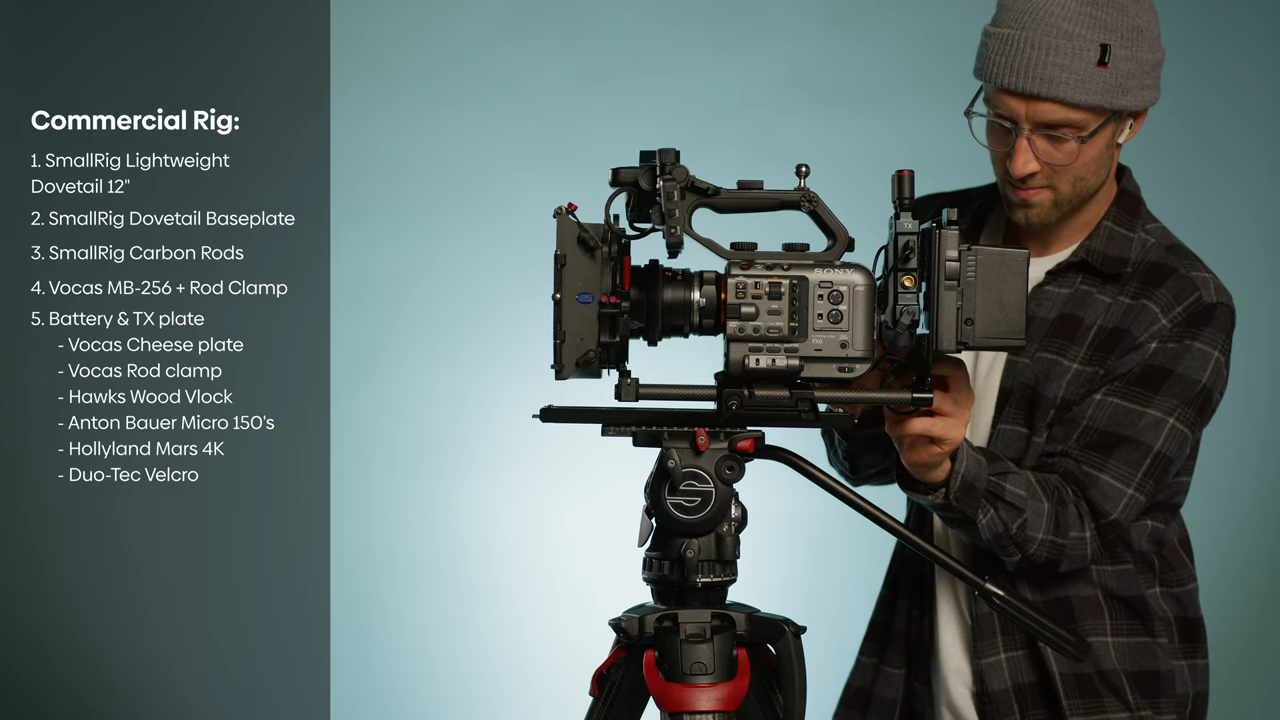 Commercial Rig:
1. SmallRig Lightweight
Dovetail 12"
2. SmallRig Dovetail Baseplate
3. SmallRig Carbon Rods
4. Vocas MB-256 + Rod Clamp
5. Battery & TX plate
- Vocas Cheese plate
- Vocas Rod clamp
- Hawks Wood Vlock
- Anton Bauer Micro 150's
- Hollyland Mars 4K
- Duo-Tec Velcro
SONY
FX6
TX